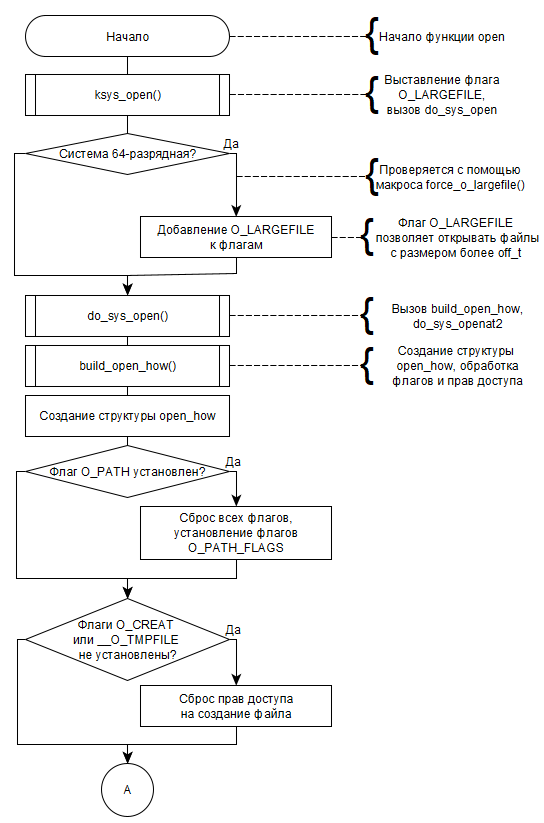 Начало
Начало функции open
ksys_open()
Выставление флага
O_LARGEFILE,
вызов do_sys_open
Система 64-разрядная?
Да
Проверяется с помощью
макроса force_o_largefile()
Добавление O_LARGEFILE
к флагам
Флаг O_LARGEFILE
позволяет открывать файлы
с размером более off_t
do_sys_open()
Вызов build_open_how,
do_sys_openat2
build_open_how()
Создание структуры
open_how, обработка
флагов и прав доступа
Создание структуры open_how
Флаг O_PATH установлен?
Да
Сброс всех флагов,
установление флагов
O_PATH_FLAGS
Флаги O_CREAT
или __O_TMPFILE
не установлены?
Да
Сброс прав доступа
на создание файла
А